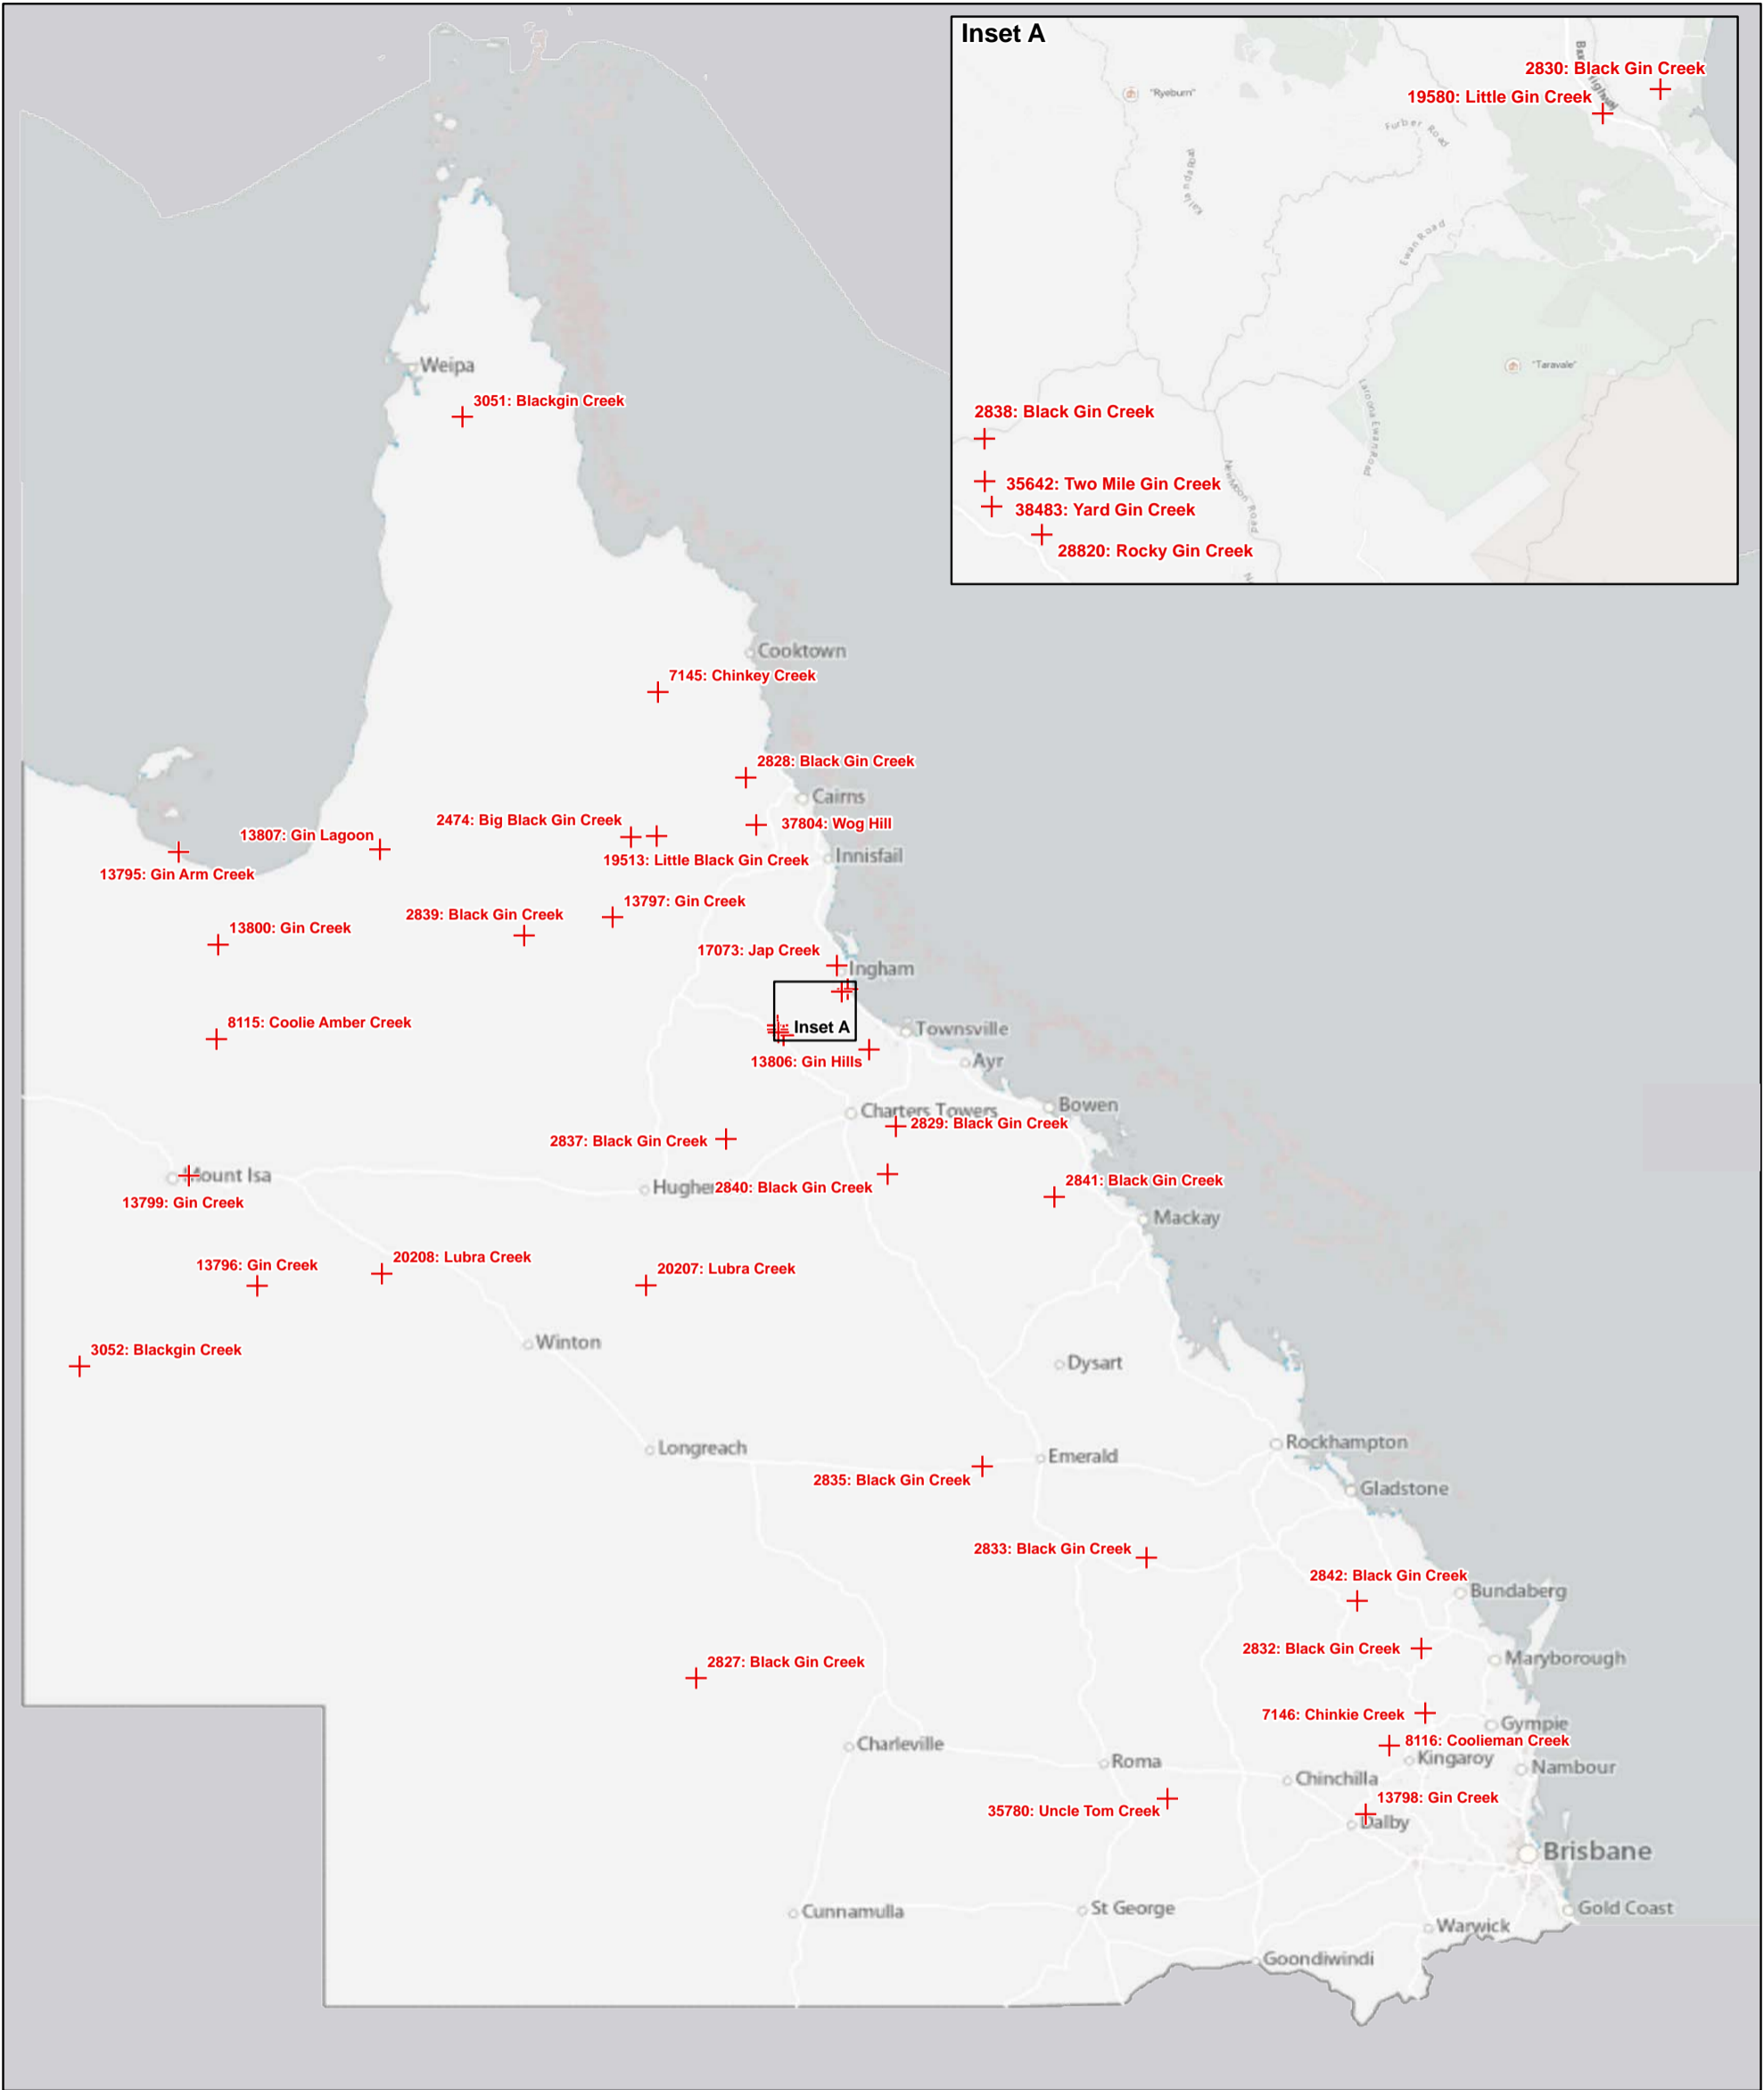 Inset A
2830: Black Gin Creek
19580: Little Gin Creek
"Ryeburn"
Furber Road
Ewan Road
"Taravale"
Laroona Ewan Road
2838: Black Gin Creek
35642: Two Mile Gin Creek
38483: Yard Gin Creek
28820: Rocky Gin Creek
Newmoon Road
Weipa
3051: Blackgin Creek
Cooktown
7145: Chinkey Creek
2828: Black Gin Creek
Cairns
2474: Big Black Gin Creek
37804: Wog Hill
13807: Gin Lagoon
19513: Little Black Gin Creek
Innisfail
13795: Gin Arm Creek
13797: Gin Creek
2839: Black Gin Creek
13800: Gin Creek
17073: Jap Creek
Ingham
8115: Coolie Amber Creek
Inset A
Townsville
13806: Gin Hills
Ayr
Bowen
Charters Towers
2829: Black Gin Creek
2837: Black Gin Creek
Mount Isa
2841: Black Gin Creek
2840: Black Gin Creek
13799: Gin Creek
Mackay
20208: Lubra Creek
13796: Gin Creek
20207: Lubra Creek
Winton
3052: Blackgin Creek
Dysart
Longreach
Rockhampton
Emerald
2835: Black Gin Creek
Gladstone
2833: Black Gin Creek
2842: Black Gin Creek
Bundaberg
2832: Black Gin Creek
2827: Black Gin Creek
Maryborough
7146: Chinkie Creek
Gympie
8116: Coolieman Creek
Charleville
Kingaroy
Roma
Nambour
Chinchilla
13798: Gin Creek
35780: Uncle Tom Creek
Dalby
Brisbane
Cunnamulla
St George
Gold Coast
Warwick
Goondiwindi